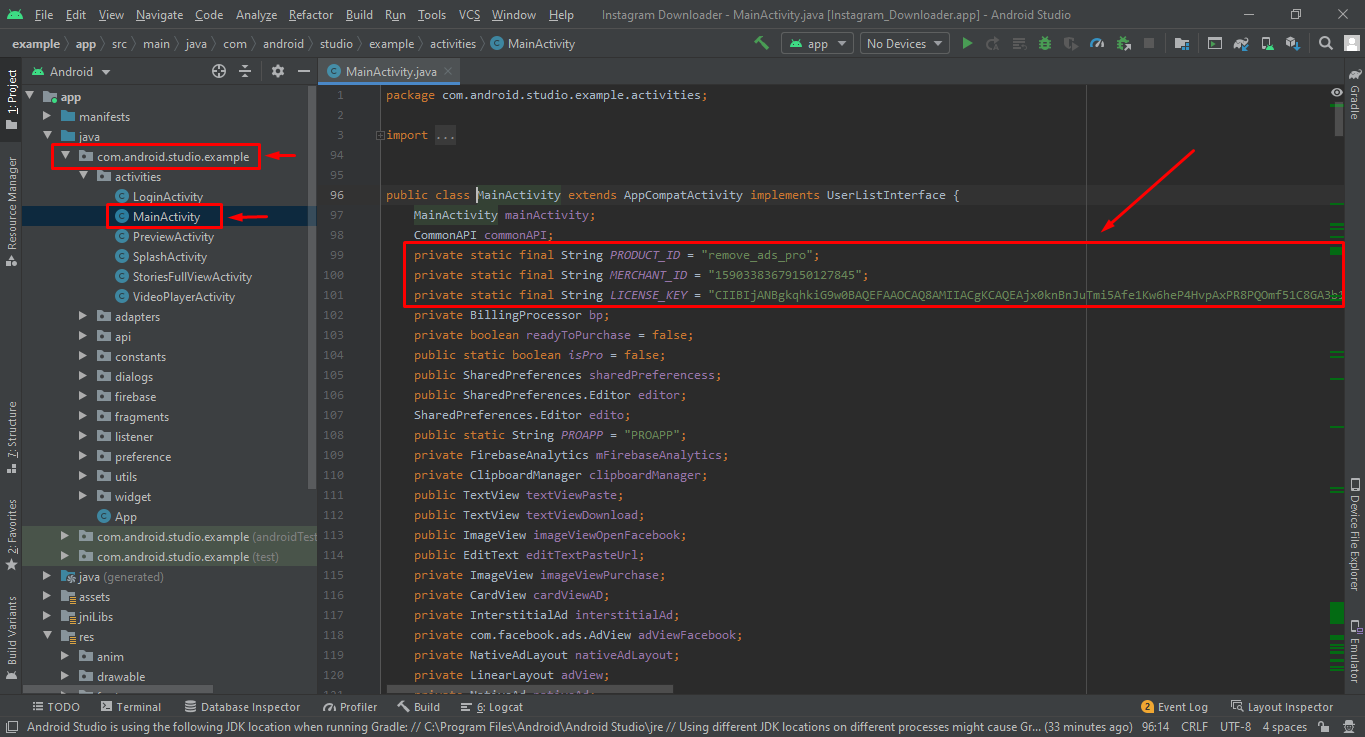 File Edit View Navigate Code Analyze Refactor Build Run Tools VCS Window Help Instagram Downloader - MainActivity.java [Instagram_Downloader.app] - Android Studio
example app src main java com android studio example activities MainActivity app No Devices
Android MainActivity.java
1: Project
Resource Manager
7: Structure
2: Favorites
Build Variants
app
manifests
java
com.android.studio.example
activities
LoginActivity
MainActivity
PreviewActivity
SplashActivity
StoriesFullViewActivity
VideoPlayerActivity
adapters
api
constants
dialogs
firebase
fragments
listener
preference
utils
widget
App
com.android.studio.example (androidTest
com.android.studio.example (test)
java (generated)
assets
jniLibs
res
anim
drawable
1 package com.android.studio.example.activities;
2
3 import ...
94
95
96 public class MainActivity extends AppCompatActivity implements UserListInterface {
97 MainActivity mainActivity;
98 CommonAPI commonAPI;
99 private static final String PRODUCT_ID = "remove_ads_pro";
100 private static final String MERCHANT_ID = "15903383679150127845";
101 private static final String LICENSE_KEY = "CIIBIjANBgkqhkiG9w0BAQEFAAOCAQ8AMIIACgKCAQEAjx0knBnJuTmi5Afe1Kw6heP4HvpAxPR8PQOmf51C8GA3b1
102 private BillingProcessor bp;
103 private boolean readyToPurchase = false;
104 public static boolean isPro = false;
105 public SharedPreferences sharedPreferencess;
106 public SharedPreferences.Editor editor;
107 SharedPreferences.Editor edito;
108 public static String PROAPP = "PROAPP";
109 private FirebaseAnalytics mFirebaseAnalytics;
110 private ClipboardManager clipboardManager;
111 public TextView textViewPaste;
112 public TextView textViewDownload;
113 public ImageView imageViewOpenFacebook;
114 public EditText editTextPasteUrl;
115 private ImageView imageViewPurchase;
116 private CardView cardViewAD;
117 private InterstitialAd interstitialAd;
118 private com.facebook.ads.AdView adViewFacebook;
119 private NativeAdLayout nativeAdLayout;
120 private LinearLayout adView;
Gradle
Device File Explorer
Emulator
TODO Terminal Database Inspector Profiler Build 6: Logcat 2 Event Log Layout Inspector
Android Studio is using the following JDK location when running Gradle: // C:\Program Files\Android\Android Studio\jre // Using different JDK locations on different processes might cause Gr... (33 minutes ago) 96:14 CRLF UTF-8 4 spaces